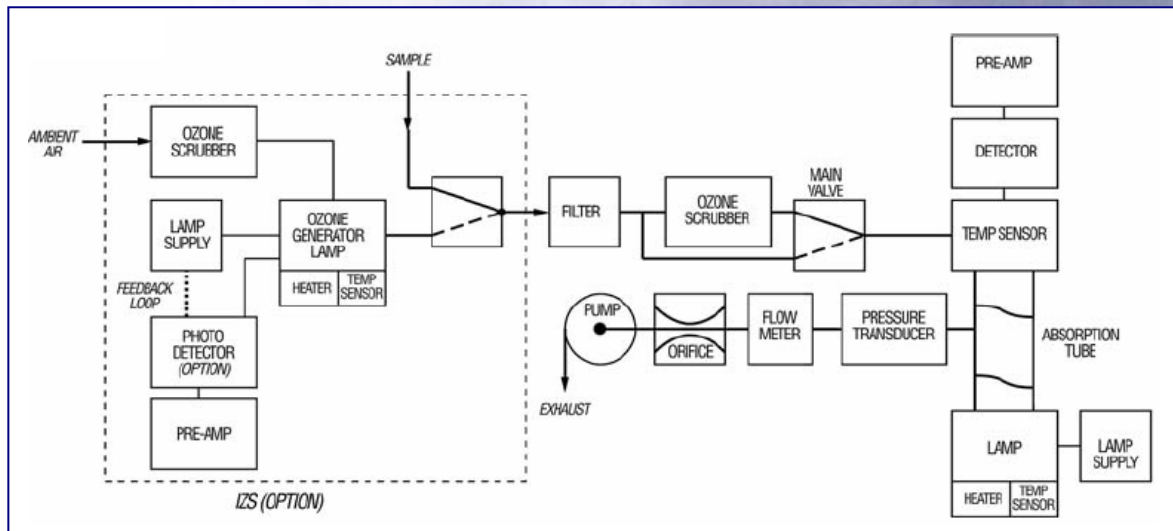 SAMPLE
AMBIENT
AIR
OZONE
SCRUBBER
LAMP
SUPPLY
OZONE
GENERATOR
LAMP
HEATER
TEMP
SENSOR
FEEDBACK
LOOP
PHOTO
DETECTOR
(OPTION)
PRE-AMP
IZS (OPTION)
FILTER
OZONE
SCRUBBER
MAIN
VALVE
PRE-AMP
DETECTOR
TEMP SENSOR
PUMP
ORIFICE
FLOW
METER
PRESSURE
TRANSDUCER
ABSORPTION
TUBE
EXHAUST
LAMP
HEATER
TEMP
SENSOR
LAMP
SUPPLY